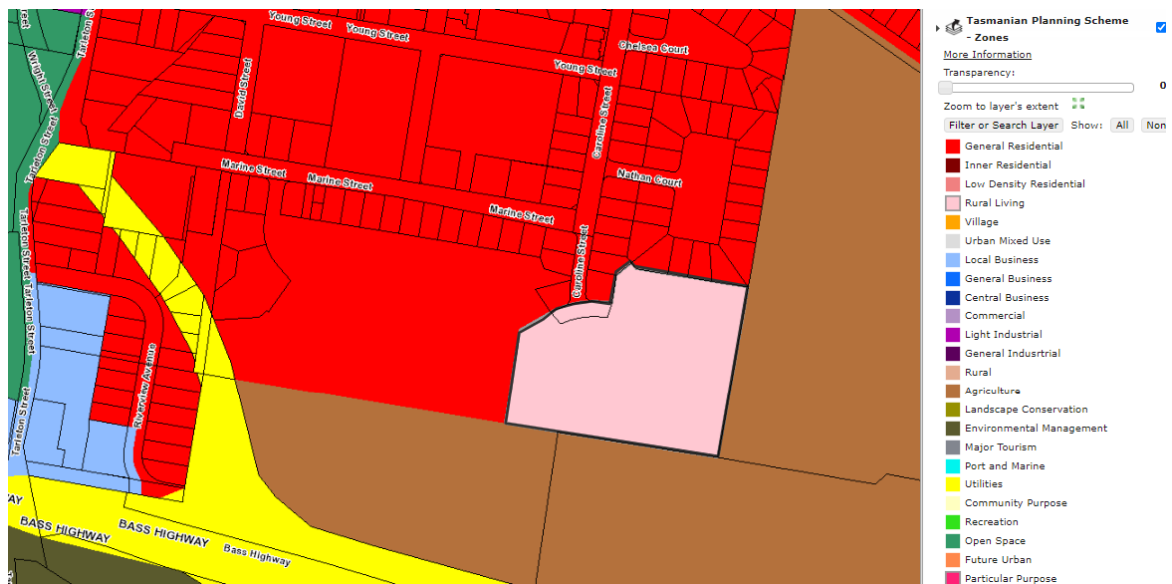 Young Street
Young Street
Chelsea Court
Young Street
Tarleton S
Street
Wright Street
David Street
Caroline Street
Tarleton Street
Marine Street
Marine Street
Nathan Court
Marine Street
Caroline Street
Tarleton Street Tarleton Street
Riverview Avenue
Tarleton Street
WAY
BASS HIGHWAY
BASS HIGHWAY
Bass Highway
Tasmanian Planning Scheme
- Zones
More Information
Transparency:
0
Zoom to layer's extent
Filter or Search Layer Show: All Non
General Residential
Inner Residential
Low Density Residential
Rural Living
Village
Urban Mixed Use
Local Business
General Business
Central Business
Commercial
Light Industrial
General Indusrtrial
Rural
Agriculture
Landscape Conservation
Environmental Management
Major Tourism
Port and Marine
Utilities
Community Purpose
Recreation
Open Space
Future Urban
Particular Purpose